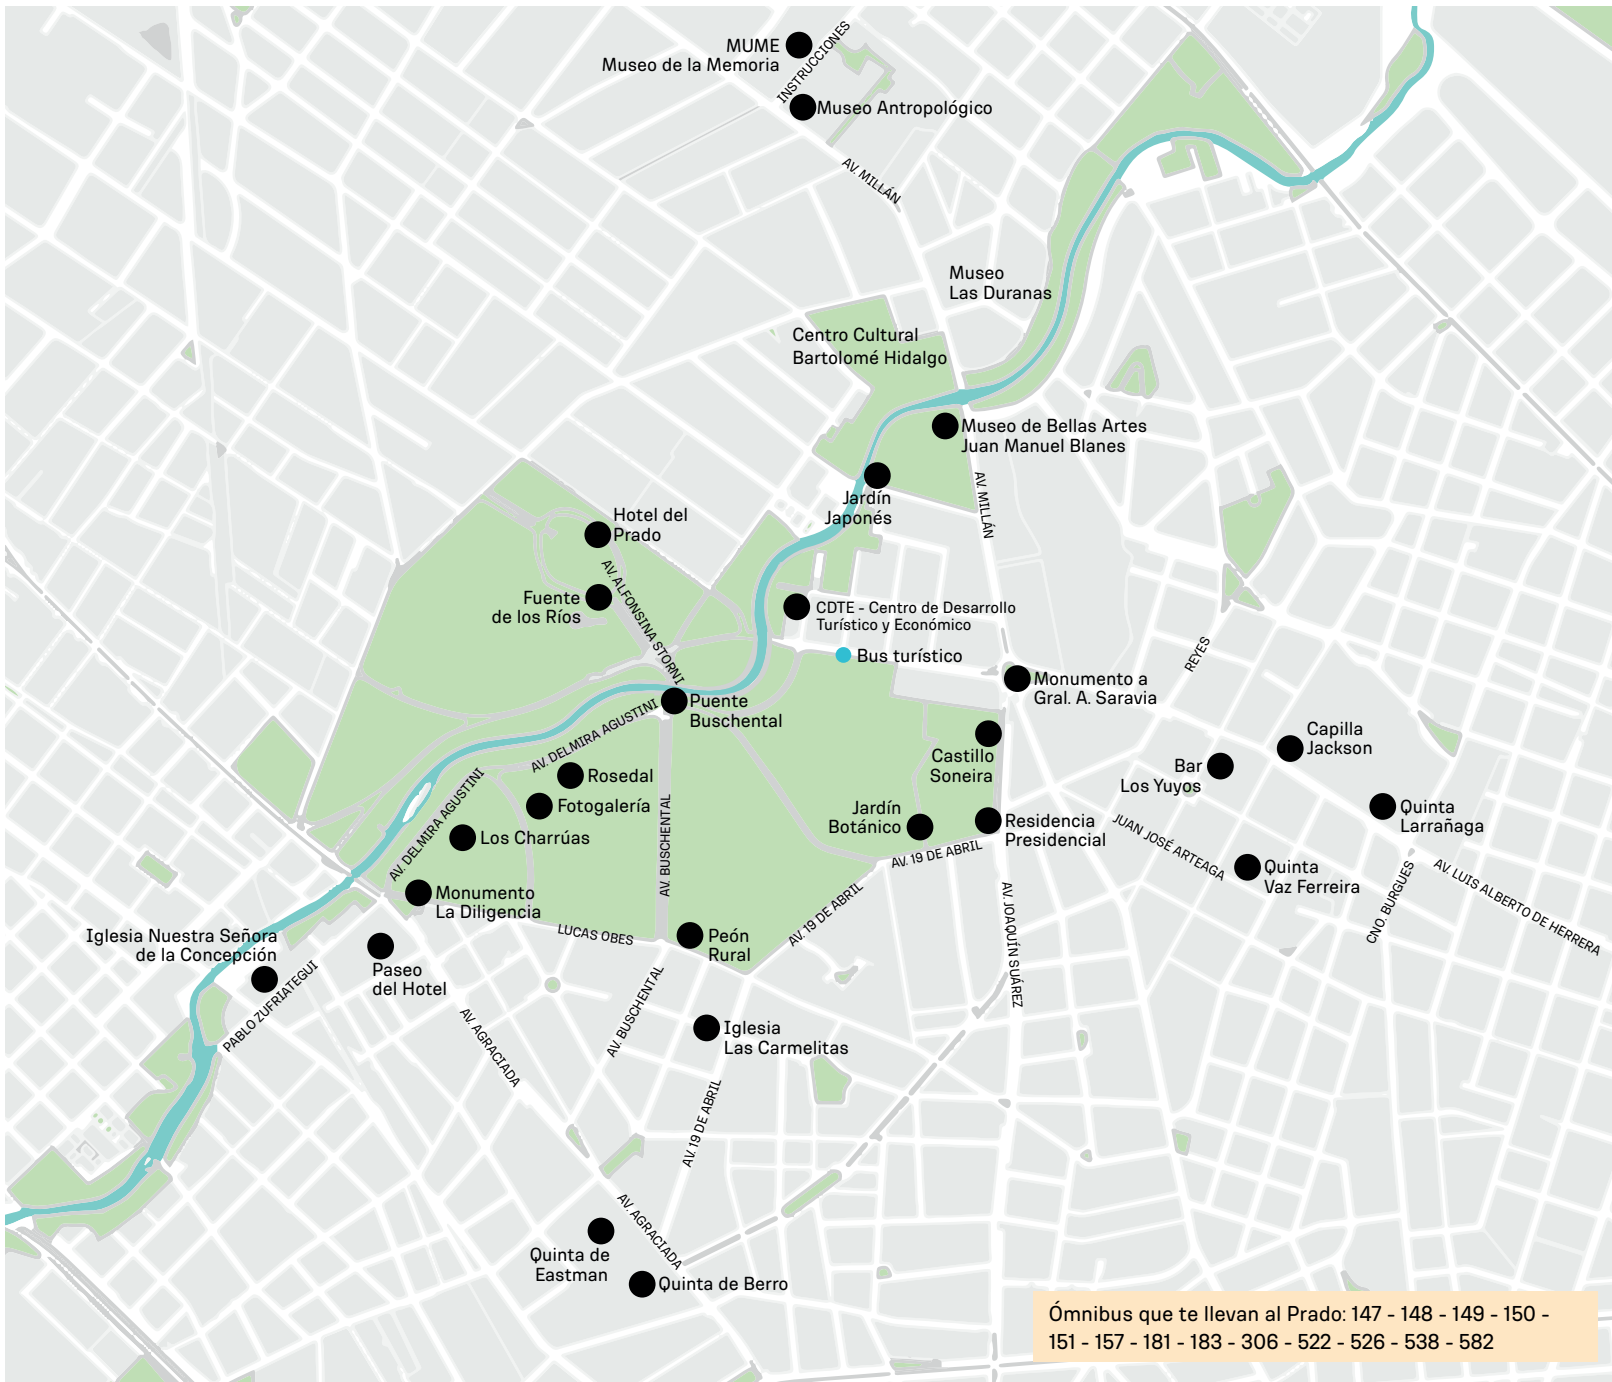 MUME
Museo de la Memoria
INSTRUCCIONES
Museo Antropológico
AV. MILLÁN
Museo
Las Duranas
Centro Cultural
Bartolomé Hidalgo
Museo de Bellas Artes
Juan Manuel Blanes
Jardín
Japonés
AV. MILLÁN
Hotel del
Prado
AV. ALFONSINA STORNI
Fuente
de los Ríos
CDTE - Centro de Desarrollo
Turístico y Económico
Bus turístico
REYES
Monumento a
Gral. A. Saravia
Puente
Buschental
AV. DELMIRA AGUSTINI
Capilla
Jackson
Castillo
Soneira
Bar
Los Yuyos
Rosedal
Fotogalería
AV. DELMIRA AGUSTINI
AV. BUSCHENTAL
Los Charrúas
Jardín
Botánico
Residencia
Presidencial
Quinta
Larrañaga
JUAN JOSÉ ARTEAGA
AV. 19 DE ABRIL
Quinta
Vaz Ferreira
AV. LUIS ALBERTO DE HERRERA
CNO. BURGUES
Monumento
La Diligencia
AV. 19 DE ABRIL
AV. JOAQUÍN SUÁREZ
LUCAS OBES
Peón
Rural
Iglesia Nuestra Señora
de la Concepción
Paseo
del Hotel
PABLO ZUFRIATEGUI
AV. BUSCHENTAL
AV. AGRACIADA
Iglesia
Las Carmelitas
AV. 19 DE ABRIL
AV. AGRACIADA
Quinta de
Eastman
Quinta de Berro
Ómnibus que te llevan al Prado: 147 - 148 - 149 - 150 -
151 - 157 - 181 - 183 - 306 - 522 - 526 - 538 - 582